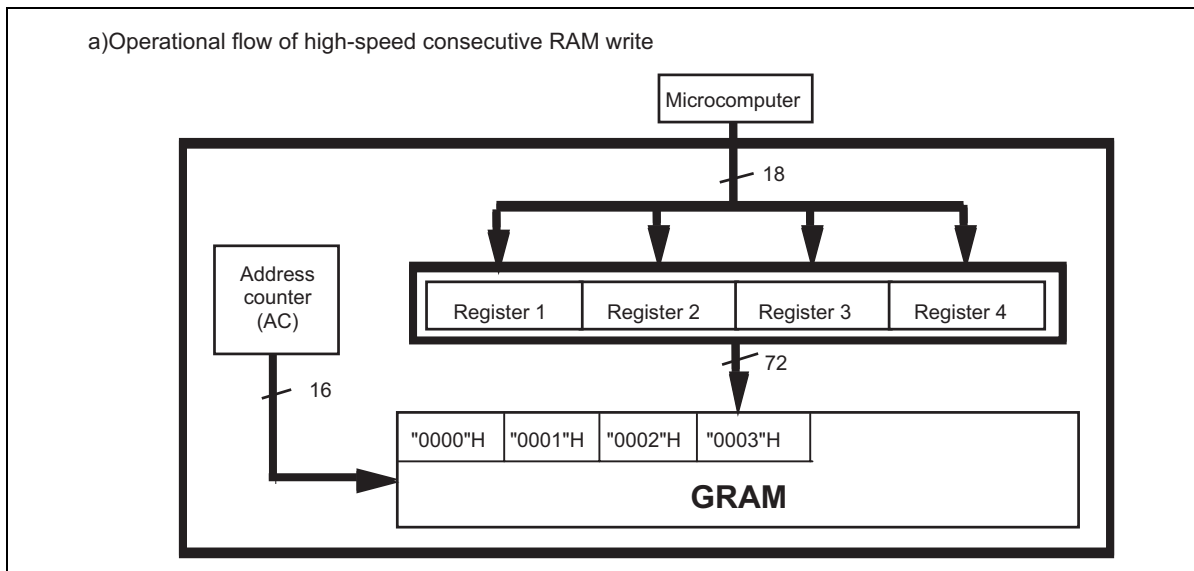 a)Operational flow of high-speed consecutive RAM write
Microcomputer
18
Address
counter
(AC)
Register 1 Register 2 Register 3 Register 4
72
16
"0000"H "0001"H "0002"H "0003"H
GRAM